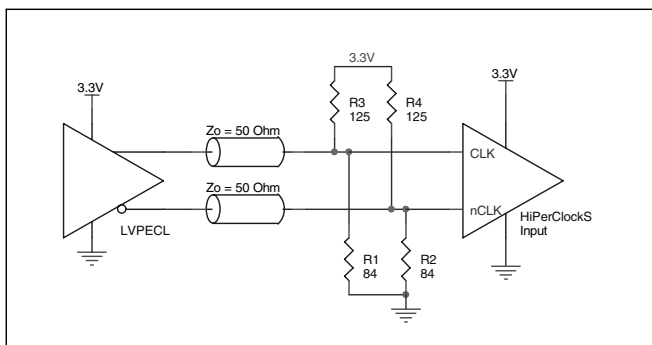 3.3V
3.3V
3.3V
R3
125
R4
125
Zo = 50 Ohm
CLK
Zo = 50 Ohm
nCLK
HiPerClockS
Input
LVPECL
R1
84
R2
84